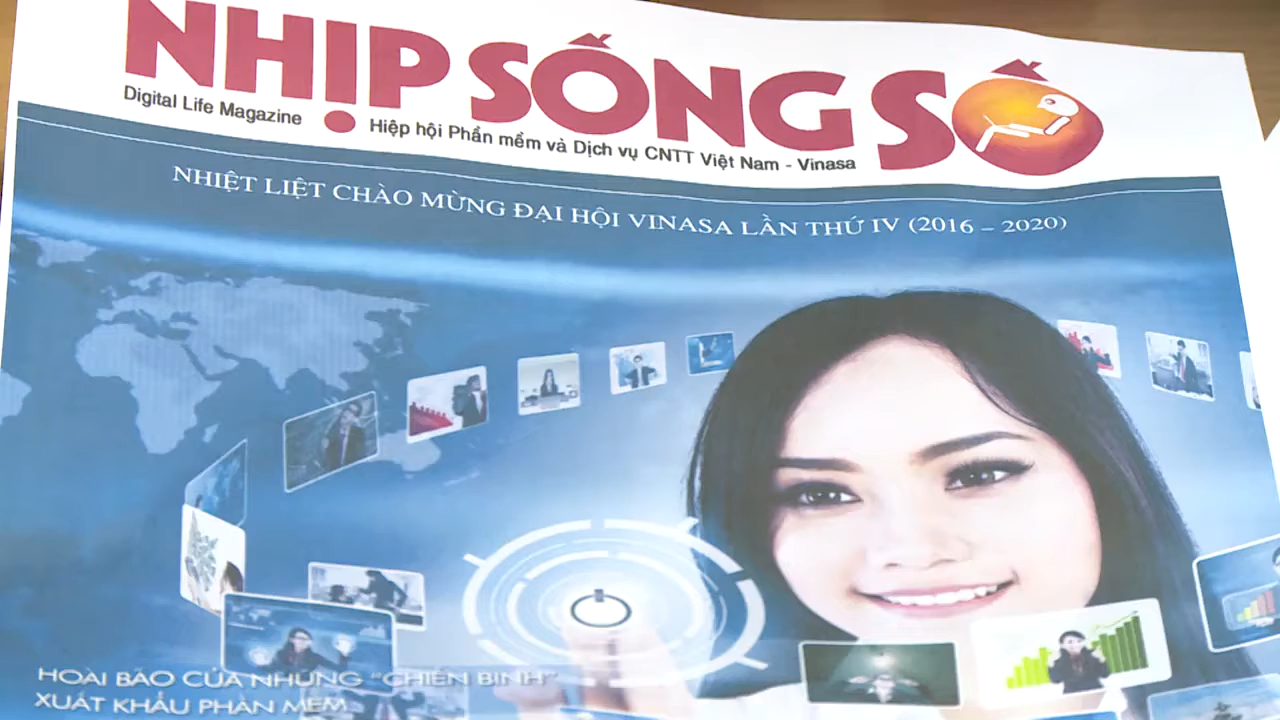 NHỊP SỐNG SỐ
Digital Life Magazine
Hiệp hội Phần mềm và Dịch vụ CNTT Việt Nam - Vinasa
NHIỆT LIỆT CHÀO MỪNG ĐẠI HỘI VINASA LẦN THỨ IV (2016 – 2020)
HOÀI BÃO CỦA NHỮNG “CHIẾN BINH”
XUẤT KHẨU PHẦN MỀM